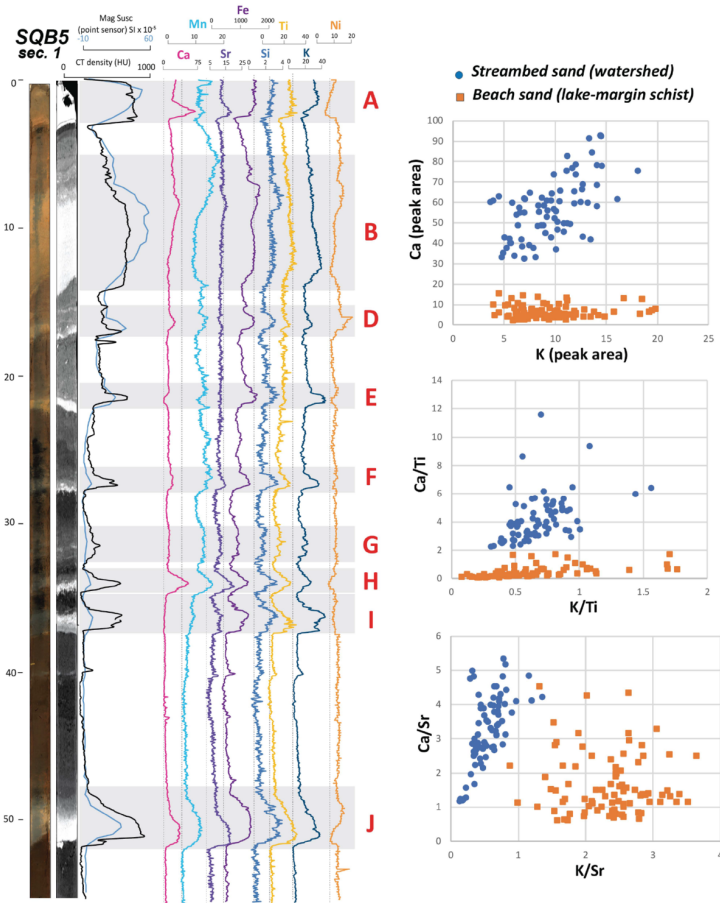 SQB5
sec. 1
Mag Susc
(point sensor) SI x 10⁻⁶
-10 60
CT density (HU)
100 1000
Ca
0 75
Mn
0 10 20
Sr
5 15
Fe
0 1000 2000
25 0
Si
0 2 4
Ti
0 20 40
K
0 20 40
Ni
0 10 20
0
10
20
30
40
50
A
B
D
E
F
G
H
I
J
Streambed sand (watershed)
Beach sand (lake-margin schist)
Ca (peak area)
100
90
80
70
60
50
40
30
20
10
0
0 5 10 15 20 25
K (peak area)
Ca/Ti
14
12
10
8
6
4
2
0
0 0.5 1 1.5 2
K/Ti
Ca/Sr
6
5
4
3
2
1
0
0 1 2 3 4
K/Sr